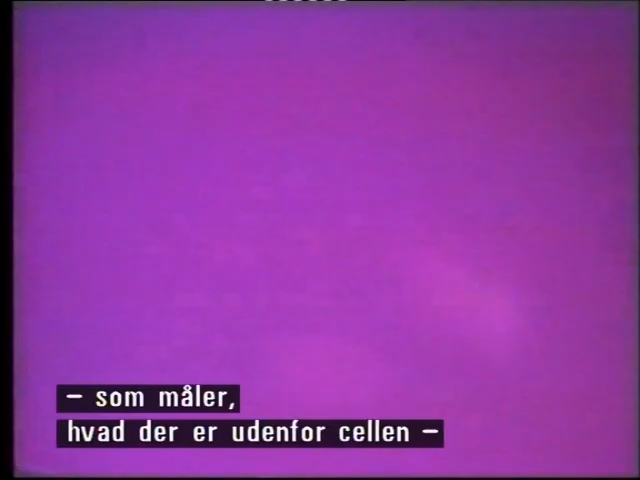 – som måler,
hvad der er udenfor cellen –